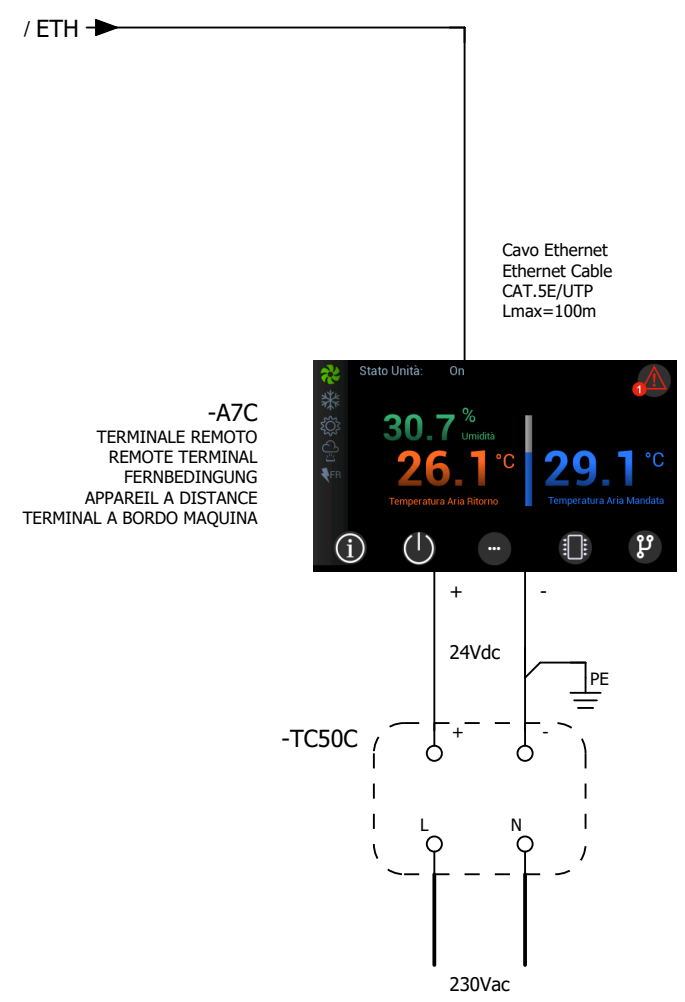 / ETH
Cavo Ethernet
Ethernet Cable
CAT.5E/UTP
Lmax=100m
Stato Unità: On
1
-A7C
TERMINALE REMOTO
REMOTE TERMINAL
FERNBEDINGUNG
APPAREIL A DISTANCE
TERMINAL A BORDO MAQUINA
30.7 %
Umidità
26.1 °C
29.1 °C
FR
Temperatura Aria Ritorno
Temperatura Aria Mandata
+ -
24Vdc
PE
-TC50C
+ -
L N
230Vac